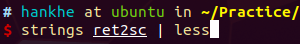 # hankhe at ubuntu in ~/Practice/
$ strings ret2sc | less